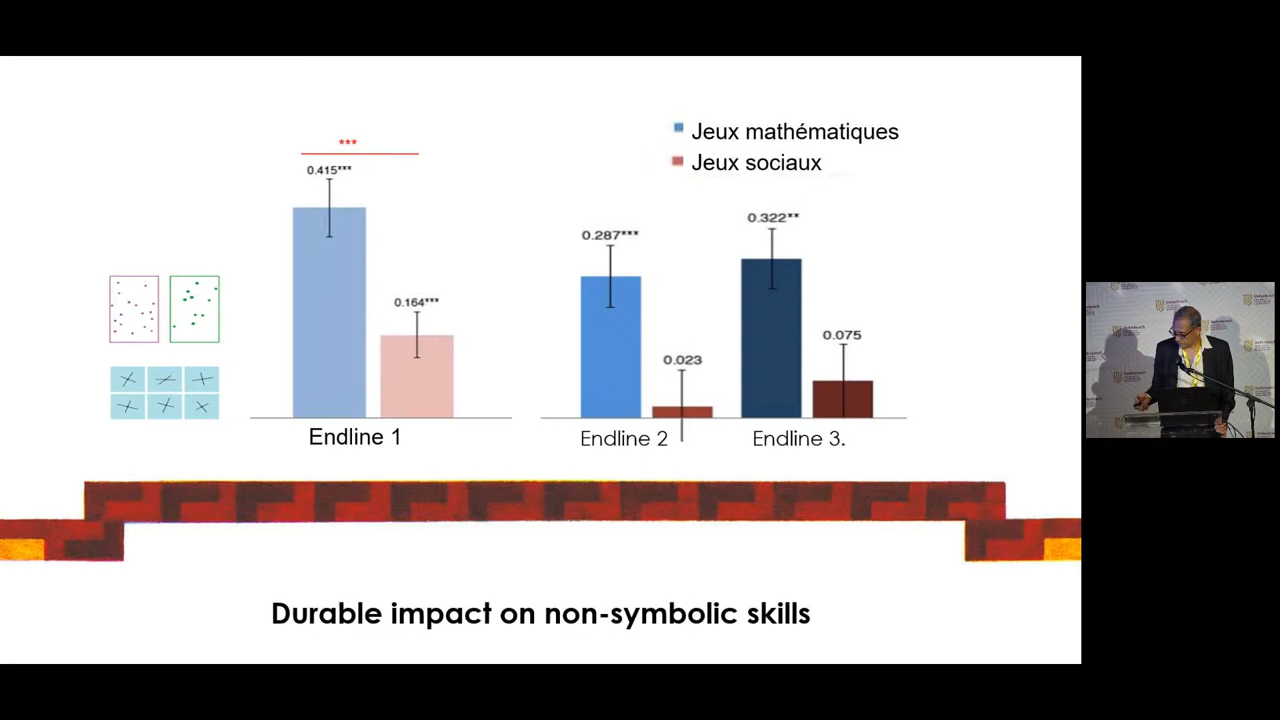 Jeux mathématiques
Jeux sociaux
***
0.415***
0.164***
0.287***
0.023
0.322**
0.075
Endline 1
Endline 2
Endline 3.
Durable impact on non-symbolic skills